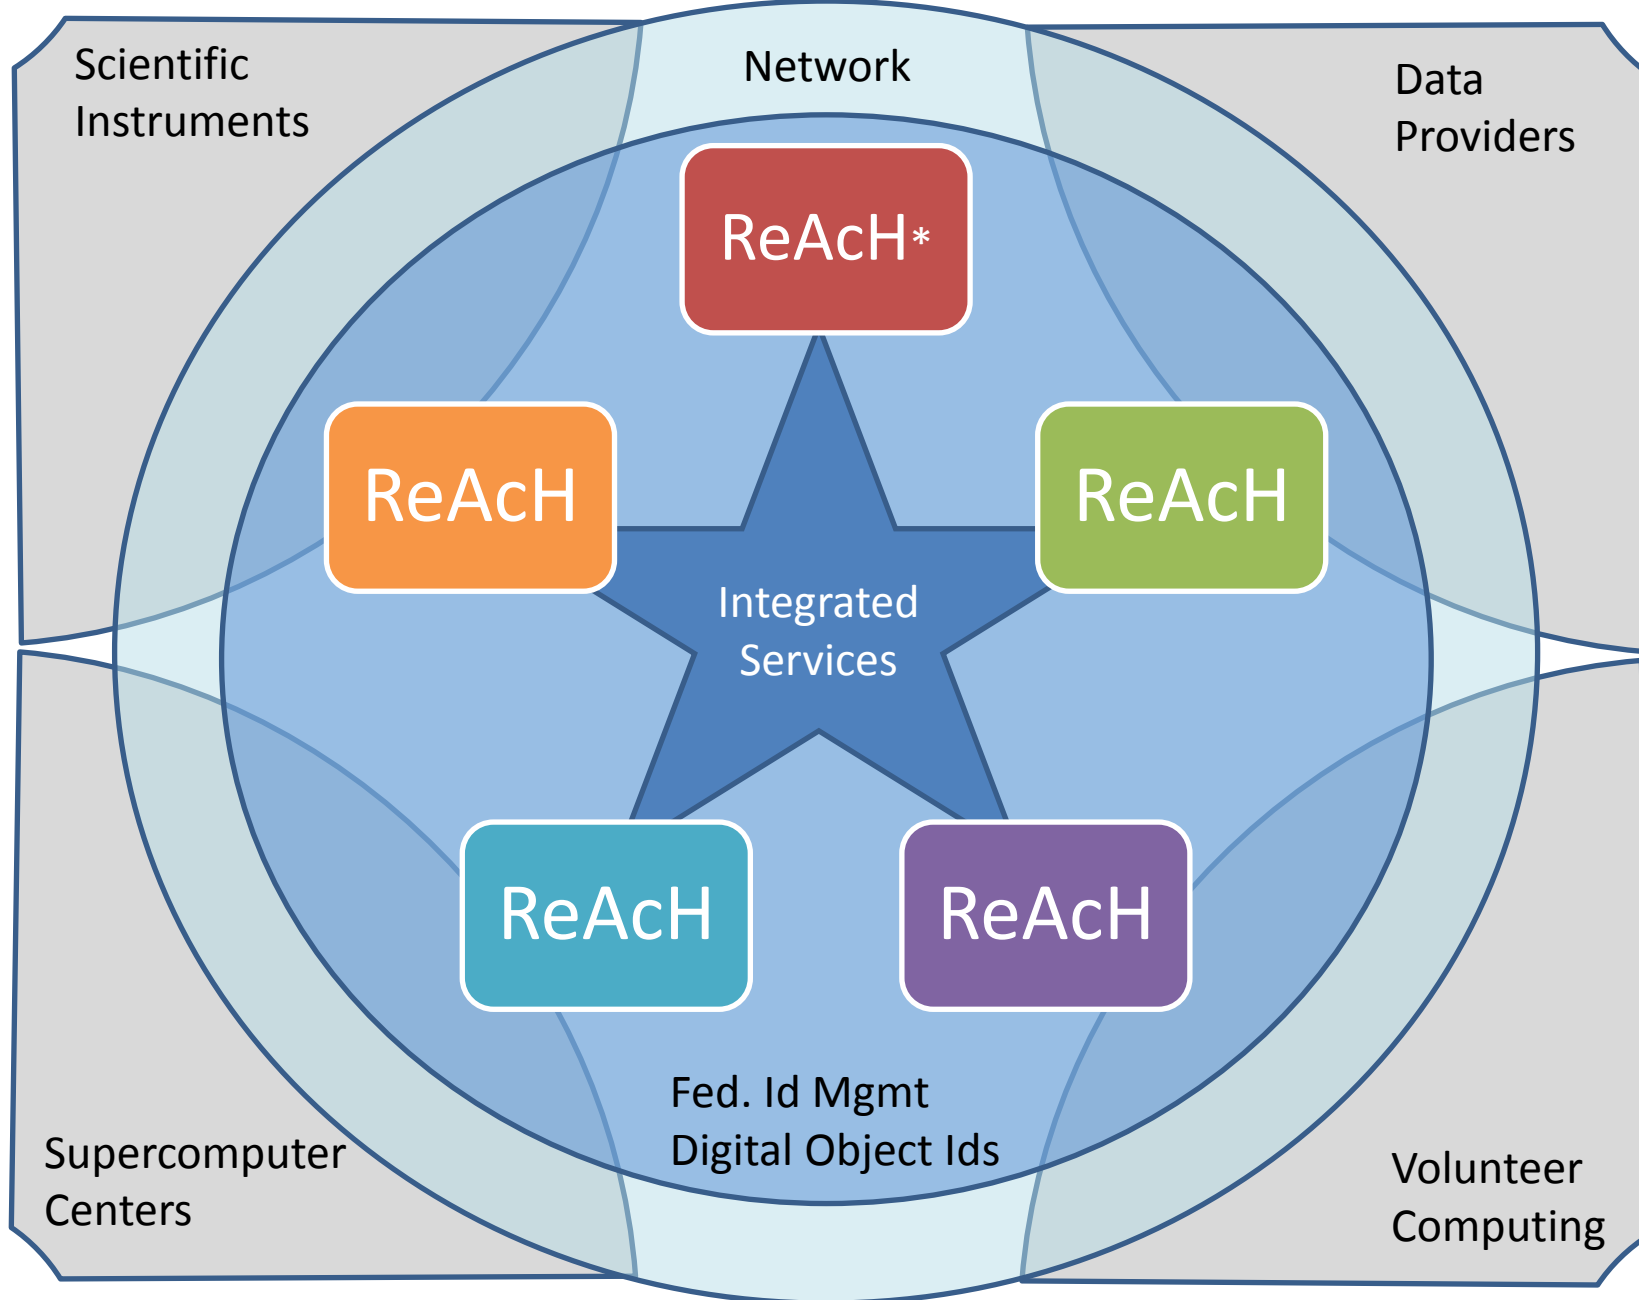 Scientific
Instruments
Network
Data
Providers
ReAcH*
ReAcH
ReAcH
Integrated
Services
ReAcH
ReAcH
Fed. Id Mgmt
Digital Object Ids
Supercomputer
Centers
Volunteer
Computing